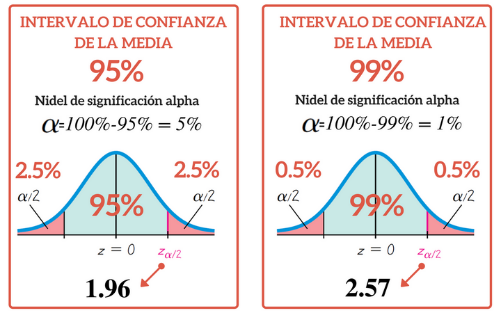 INTERVALO DE CONFIANZA
DE LA MEDIA
95%
Nidel de significación alpha
α=100%-95% = 5%
2.5%
2.5%
α/2
α/2
95%
z = 0
zα/2
1.96
INTERVALO DE CONFIANZA
DE LA MEDIA
99%
Nidel de significación alpha
α=100%-99% = 1%
0.5%
0.5%
α/2
α/2
99%
z = 0
zα/2
2.57